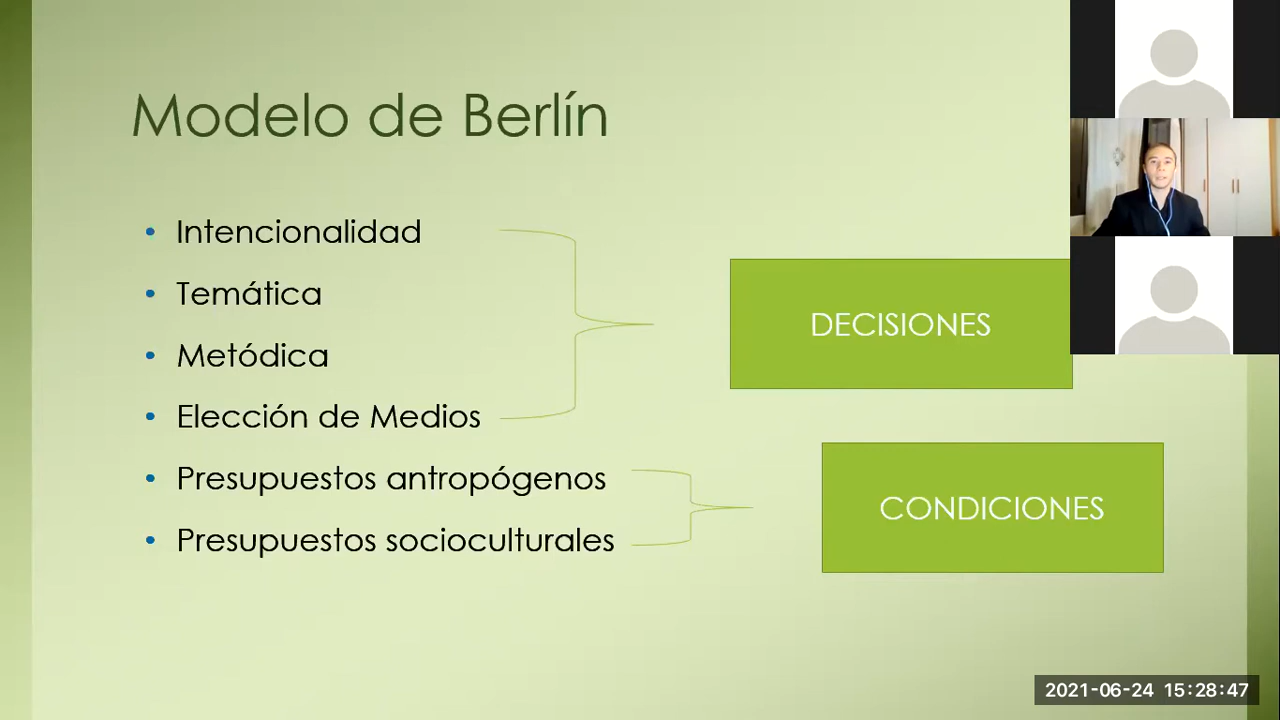 Modelo de Berlín
• Intencionalidad
• Temática
• Metódica
• Elección de Medios
• Presupuestos antropógenos
• Presupuestos socioculturales
DECISIONES
CONDICIONES
2021-06-24 15:28:47